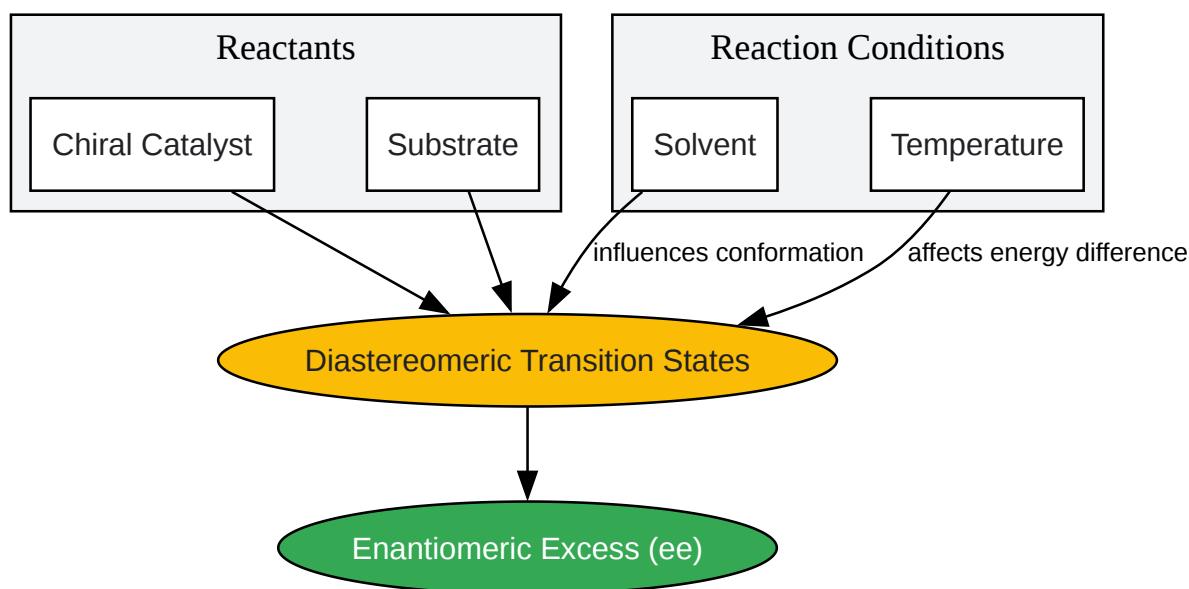 Reactants
Reaction Conditions
Chiral Catalyst
Substrate
Solvent
Temperature
influences conformation
affects energy difference
Diastereomeric Transition States
Enantiomeric Excess (ee)